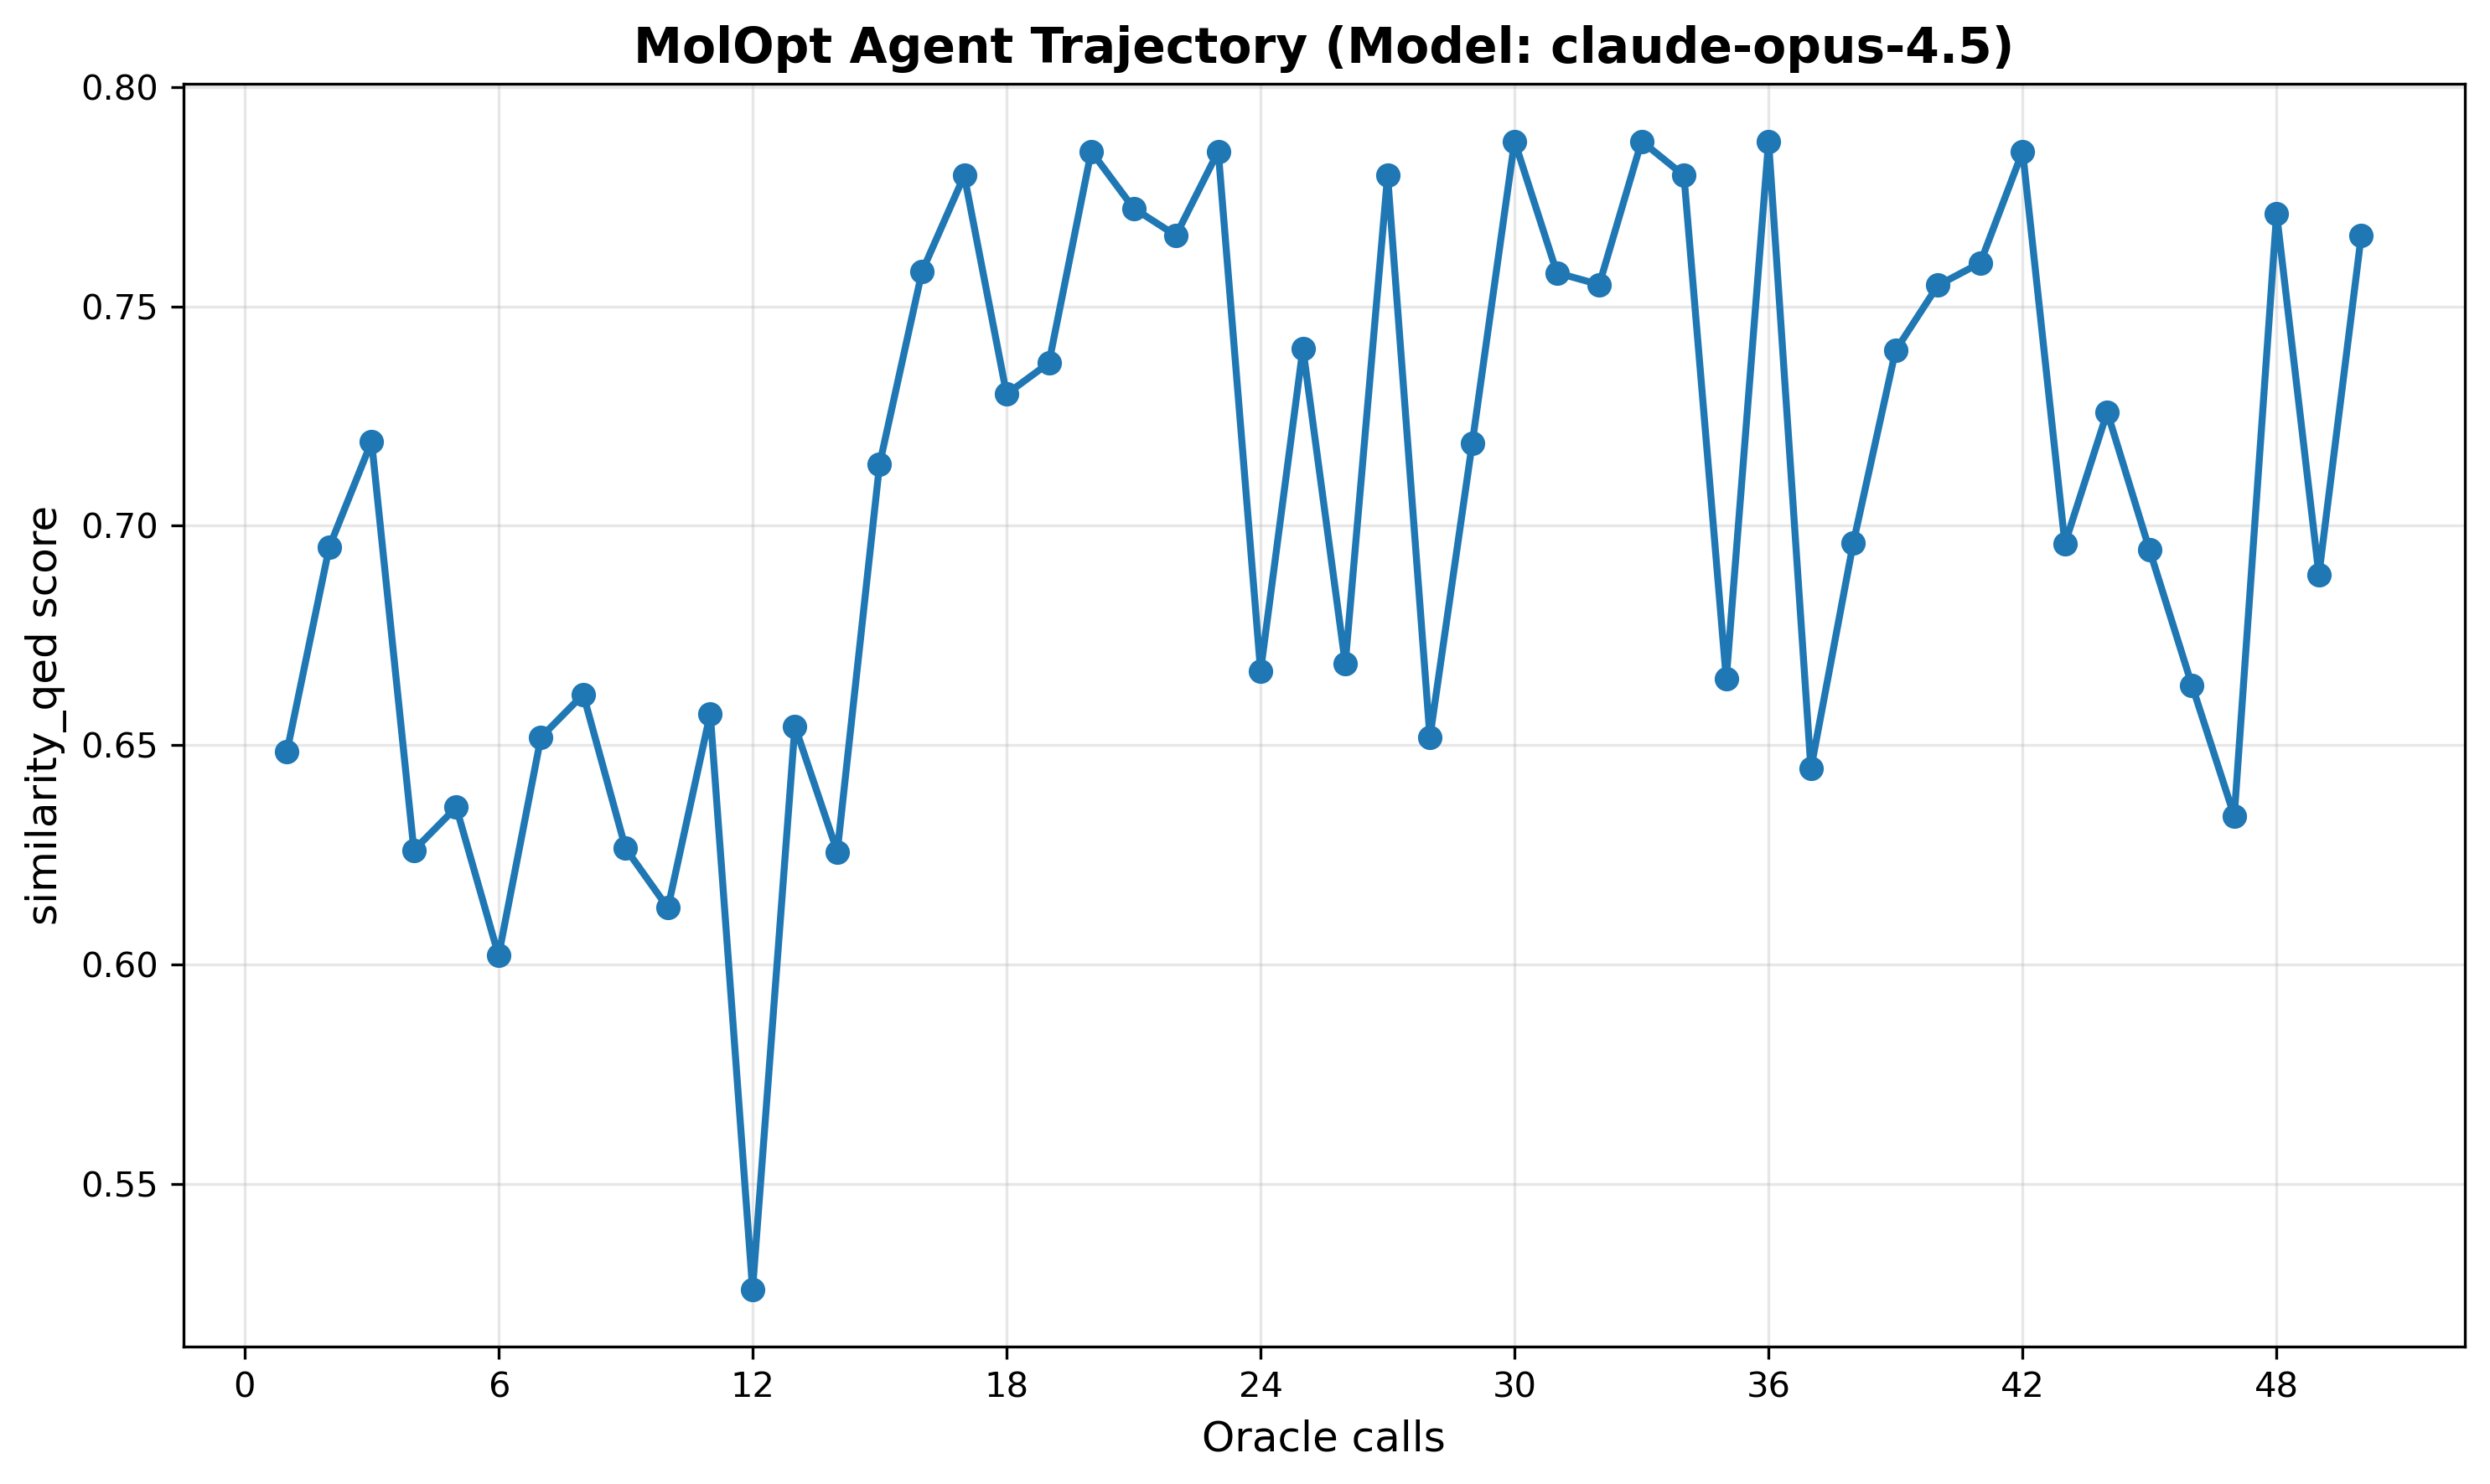 MolOpt Agent Trajectory (Model: claude-opus-4.5)
similarity_qed score
0.80
0.75
0.70
0.65
0.60
0.55
0 6 12 18 24 30 36 42 48
Oracle calls